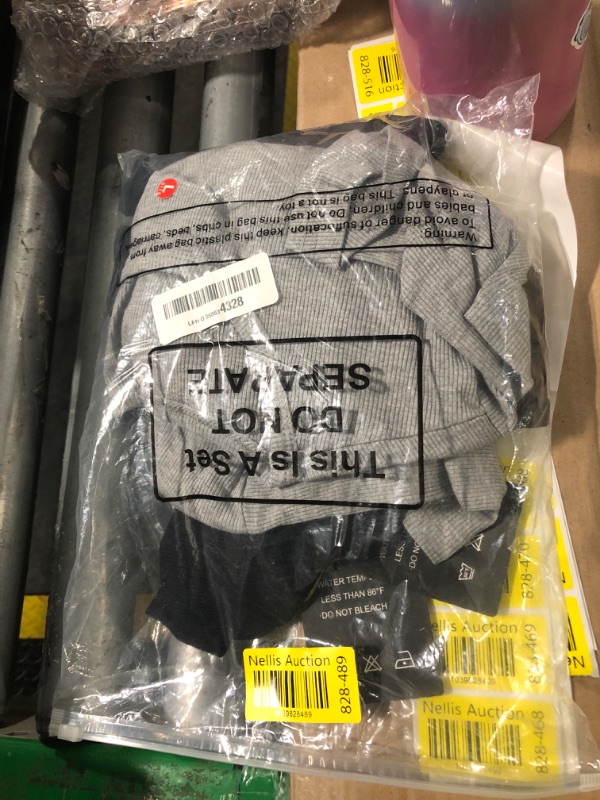 828-516
L
Warning:
To avoid danger of suffocation, keep this plastic bag away from
babies and children. Do not use this bag in cribs, beds, carriages
or playpens. This bag is not a toy
4328
This Is A Set
DO NOT
SEPARATE
LESS THAN 86°F
DO NOT BLEACH
Nellis Auction
828-489
1039828489
828-470
Nellis Auction
828-469
Nellis Auction
828-468
Nellis